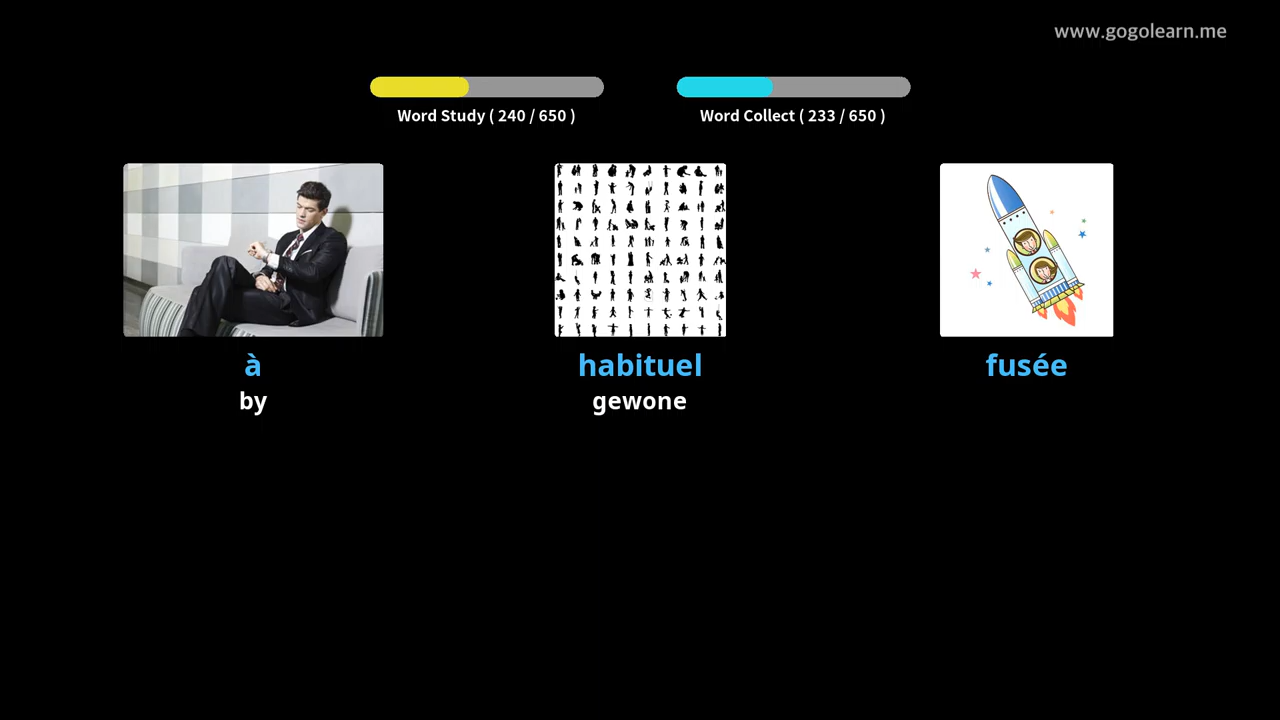 www.gogolearn.me
Word Study ( 240 / 650 )
Word Collect ( 233 / 650 )
à
habituel
fusée
by
gewone